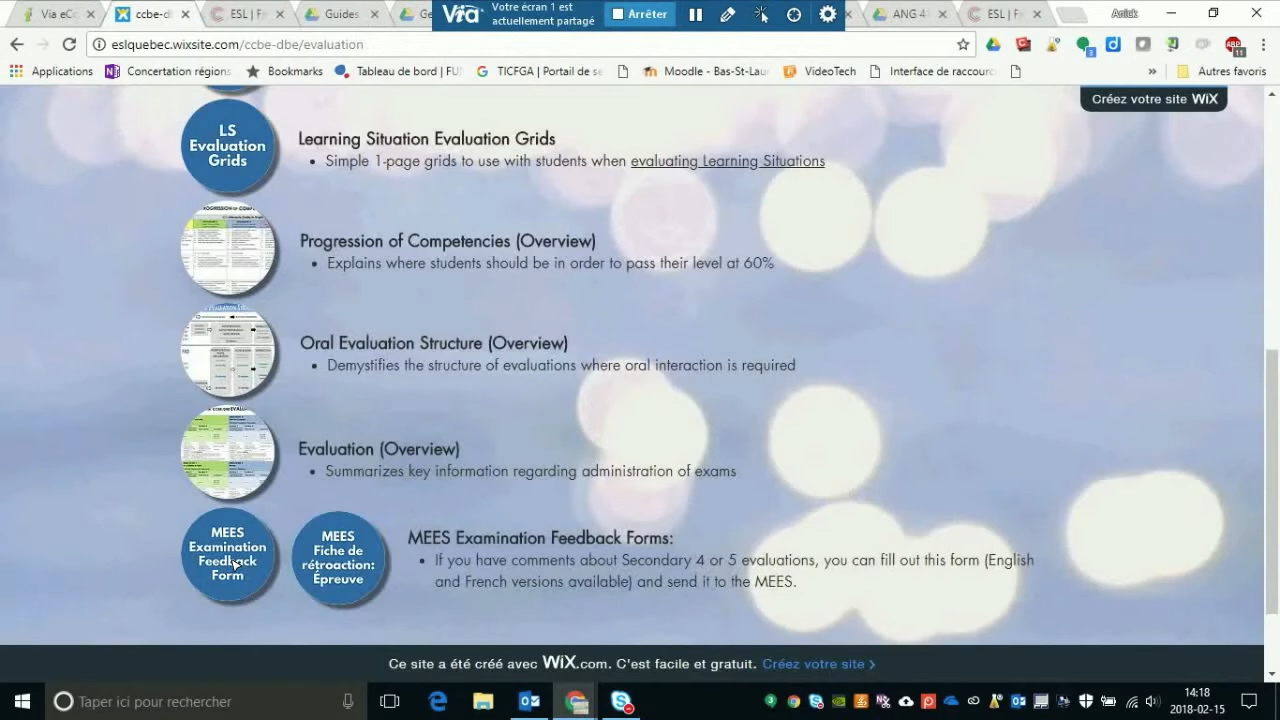 Via eCo
ccbe-d
ESL | F
Guides
Ge
Via
Votre écran 1 est
actuellement partagé
Arrêter
ANG 4
ESL | F
Anick
eslquebec.wixsite.com/ccbe-dbe/evaluation
Applications
Concertation régions
Bookmarks
Tableau de bord | FU
TICFGA | Portail de se
Moodle - Bas-St-Lau
VideoTech
Interface de raccourc
»
Autres favoris
Créez votre site WiX
LS
Evaluation
Grids
Learning Situation Evaluation Grids
• Simple 1-page grids to use with students when evaluating Learning Situations
Progression of Competencies (Overview)
• Explains where students should be in order to pass their level at 60%
Oral Evaluation Structure (Overview)
• Demystifies the structure of evaluations where oral interaction is required
Evaluation (Overview)
• Summarizes key information regarding administration of exams
MEES
Examination
Feedback
Form
MEES
Fiche de
rétroaction:
Épreuve
MEES Examination Feedback Forms:
• If you have comments about Secondary 4 or 5 evaluations, you can fill out this form (English
and French versions available) and send it to the MEES.
Ce site a été créé avec WiX.com. C'est facile et gratuit. Créez votre site >
Taper ici pour rechercher
14:18
2018-02-15